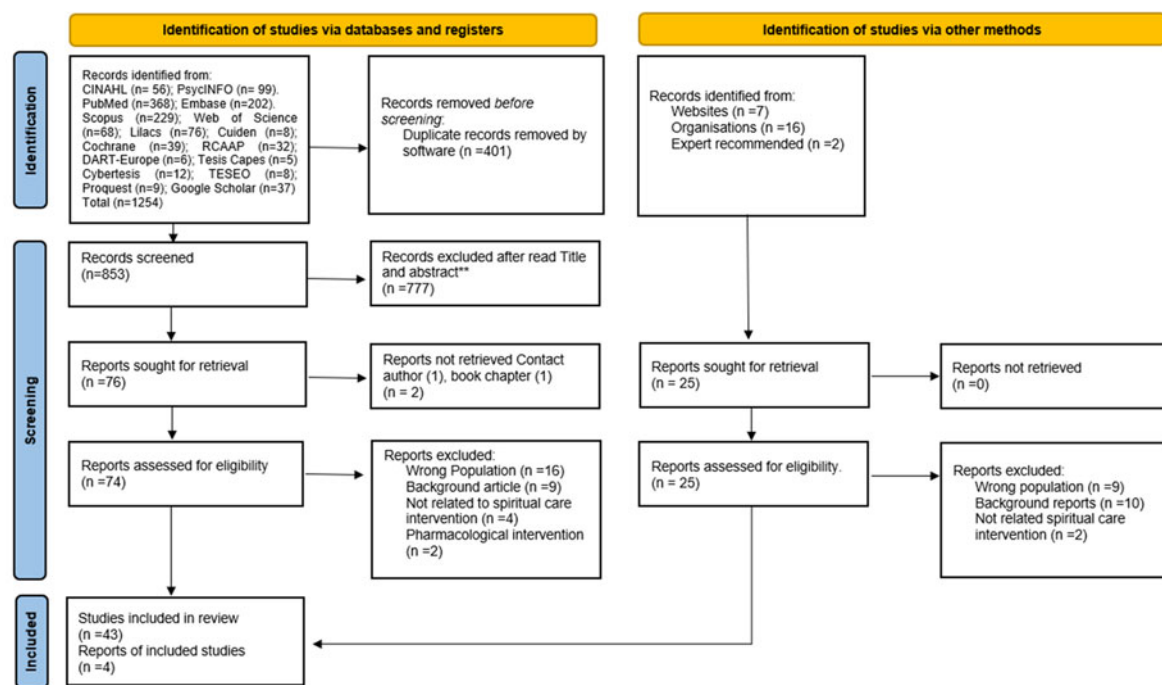 Identification of studies via databases and registers
Identification of studies via other methods
Identification
Records identified from:
CINAHL (n= 56); PsycINFO (n= 99).
PubMed (n=368); Embase (n=202).
Scopus (n=229); Web of Science
(n=68); Lilacs (n=76); Cuiden (n=8);
Cochrane (n=39); RCAAP (n=32);
DART-Europe (n=6); Tesis Capes (n=5)
Cybertesis (n=12); TESEO (n=8);
Proquest (n=9); Google Scholar (n=37)
Total (n=1254)
Records removed before
screening:
Duplicate records removed by
software (n =401)
Records identified from:
Websites (n =7)
Organisations (n =16)
Expert recommended (n =2)
Screening
Records screened
(n=853)
Records excluded after read Title
and abstract**
(n =777)
Reports sought for retrieval
(n =76)
Reports not retrieved Contact
author (1), book chapter (1)
(n = 2)
Reports sought for retrieval
(n = 25)
Reports not retrieved
(n =0)
Reports assessed for eligibility
(n =74)
Reports excluded:
Wrong Population (n =16)
Background article (n =9)
Not related to spiritual care
intervention (n =4)
Pharmacological intervention
(n =2)
Reports assessed for eligibility.
(n = 25)
Reports excluded:
Wrong population (n =9)
Background reports (n =10)
Not related spiritual care
intervention (n =2)
Included
Studies included in review
(n =43)
Reports of included studies
(n =4)